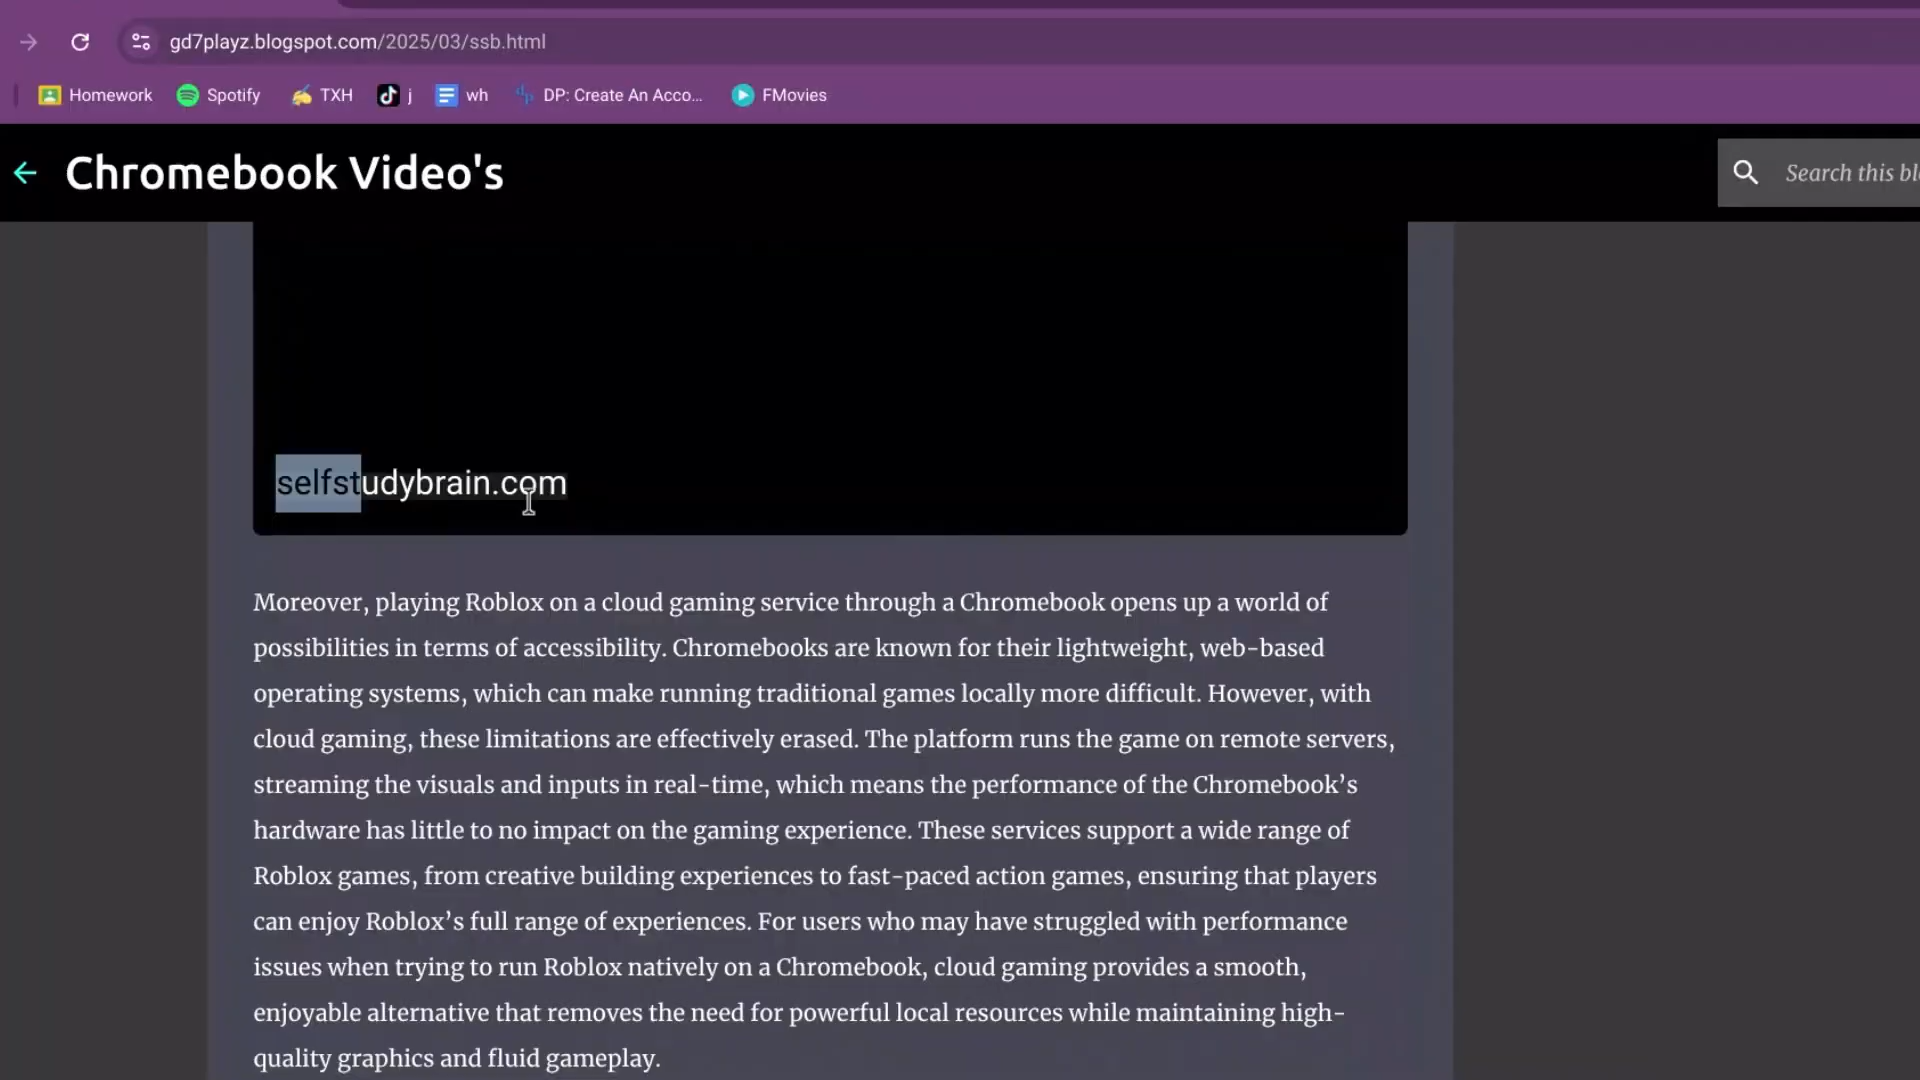 gd7playz.blogspot.com/2025/03/ssb.html
Homework Spotify TXH j wh DP: Create An Acco... FMovies
Chromebook Video's
Search this blo
selfstudybrain.com
Moreover, playing Roblox on a cloud gaming service through a Chromebook opens up a world of
possibilities in terms of accessibility. Chromebooks are known for their lightweight, web-based
operating systems, which can make running traditional games locally more difficult. However, with
cloud gaming, these limitations are effectively erased. The platform runs the game on remote servers,
streaming the visuals and inputs in real-time, which means the performance of the Chromebook’s
hardware has little to no impact on the gaming experience. These services support a wide range of
Roblox games, from creative building experiences to fast-paced action games, ensuring that players
can enjoy Roblox’s full range of experiences. For users who may have struggled with performance
issues when trying to run Roblox natively on a Chromebook, cloud gaming provides a smooth,
enjoyable alternative that removes the need for powerful local resources while maintaining high-
quality graphics and fluid gameplay.